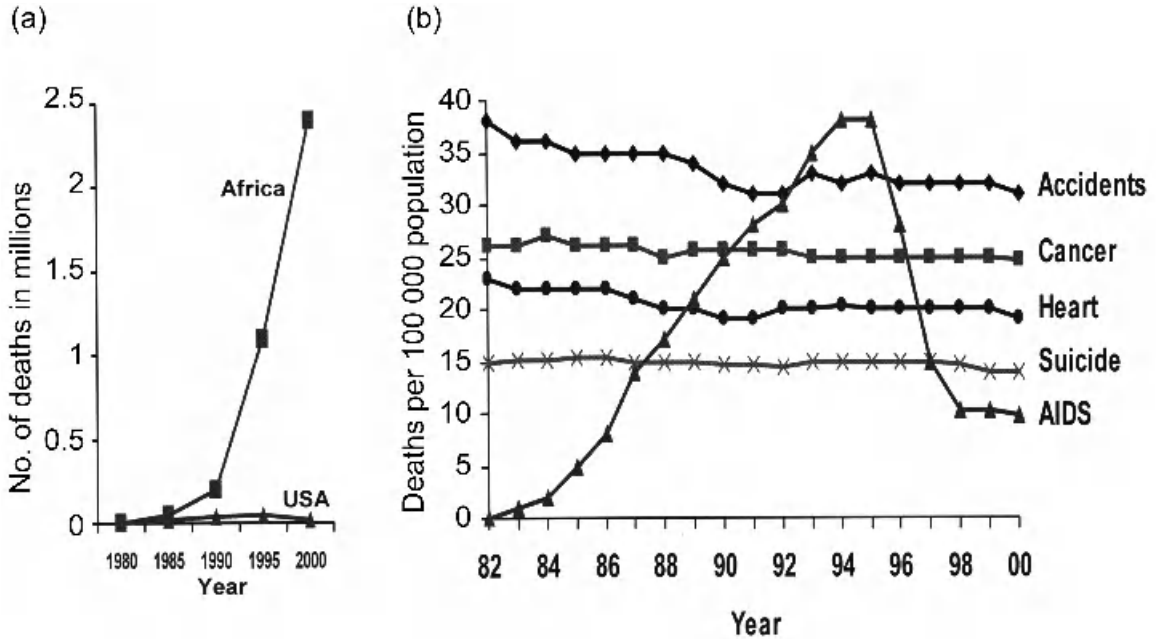 (a)
No. of deaths in millions
2.5
2
1.5
1
0.5
0
Africa
USA
1980 1985 1990 1995 2000
Year
(b)
Deaths per 100 000 population
40
35
30
25
20
15
10
5
0
Accidents
Cancer
Heart
Suicide
AIDS
82 84 86 88 90 92 94 96 98 00
Year